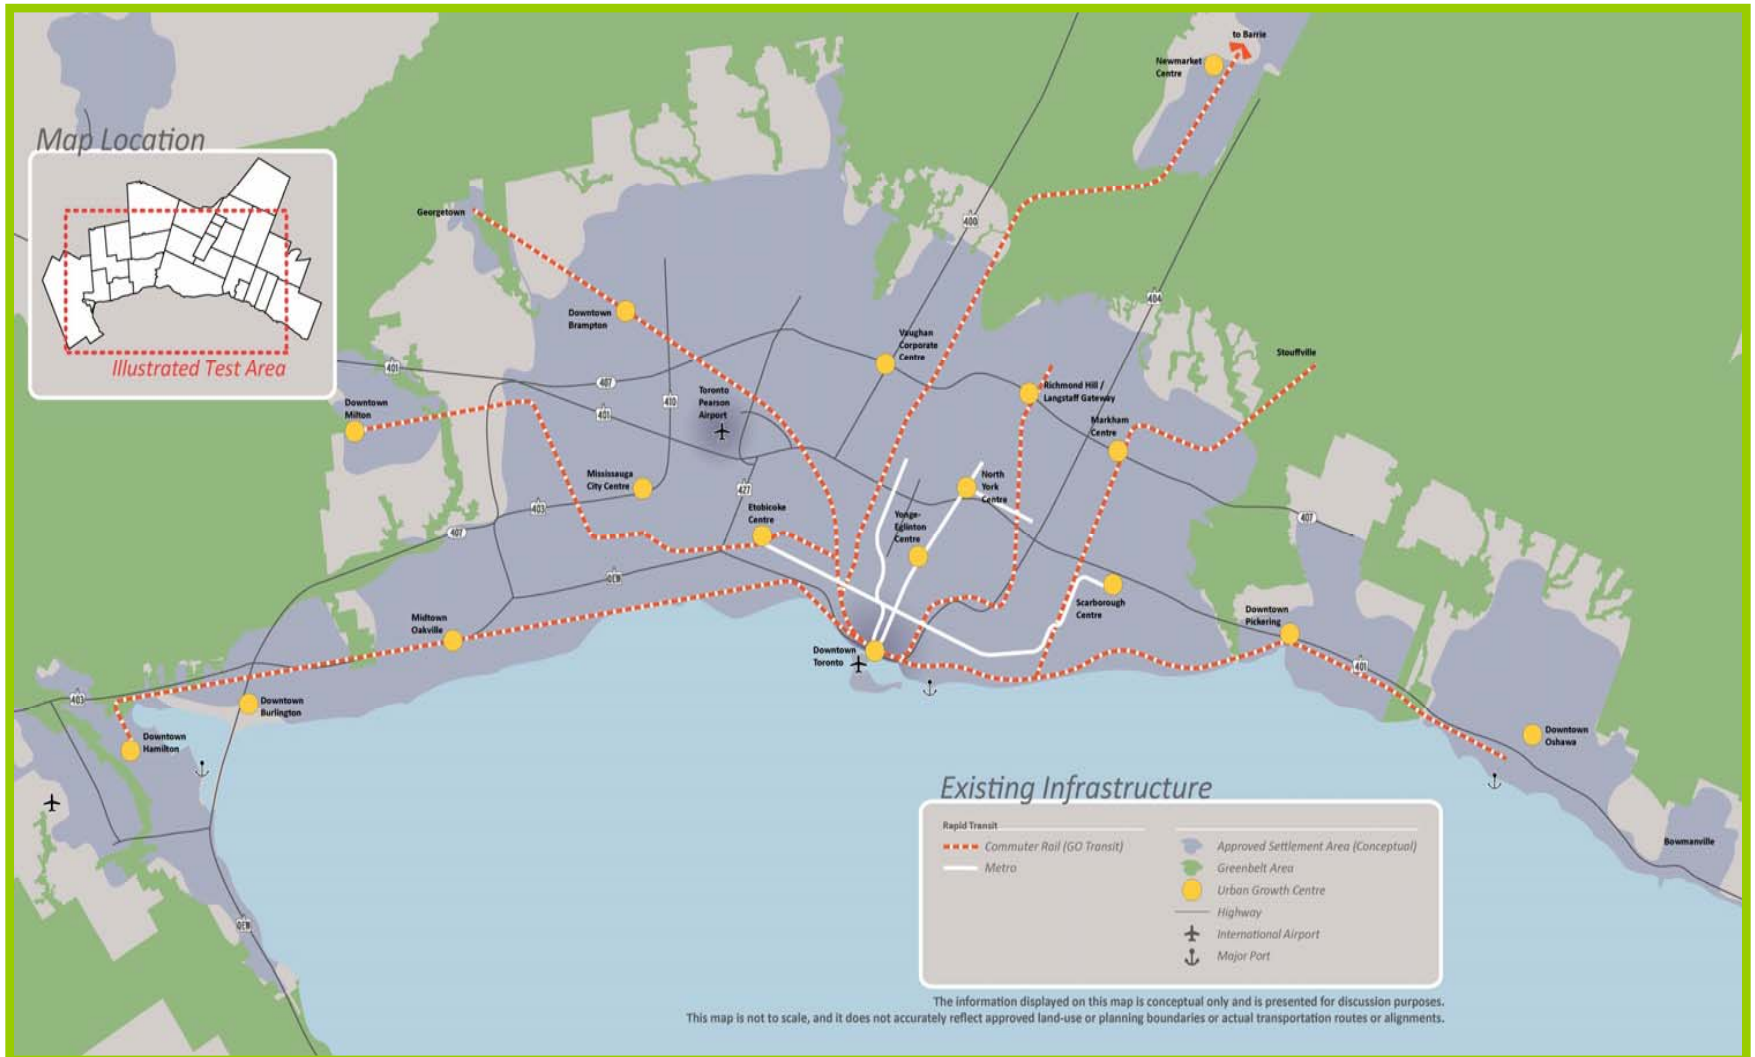 to Barrie
Newmarket
Centre
Map Location
Georgetown
400
404
Downtown
Brampton
Vaughan
Corporate
Centre
Stouffville
Illustrated Test Area
401
407
Toronto
Pearson
Airport
Richmond Hill /
Langstaff Gateway
410
401
Downtown
Milton
Markham
Centre
Mississauga
City Centre
North
York
Centre
427
403
Etobicoke
Centre
Yonge-
Eglinton
Centre
407
407
QEW
Scarborough
Centre
Downtown
Pickering
Midtown
Oakville
Downtown
Toronto
401
403
Downtown
Burlington
Downtown
Hamilton
Downtown
Oshawa
Existing Infrastructure
Rapid Transit
Commuter Rail (GO Transit)
Metro
Approved Settlement Area (Conceptual)
Greenbelt Area
Urban Growth Centre
Highway
International Airport
Major Port
Bowmanville
QEW
The information displayed on this map is conceptual only and is presented for discussion purposes.
This map is not to scale, and it does not accurately reflect approved land-use or planning boundaries or actual transportation routes or alignments.